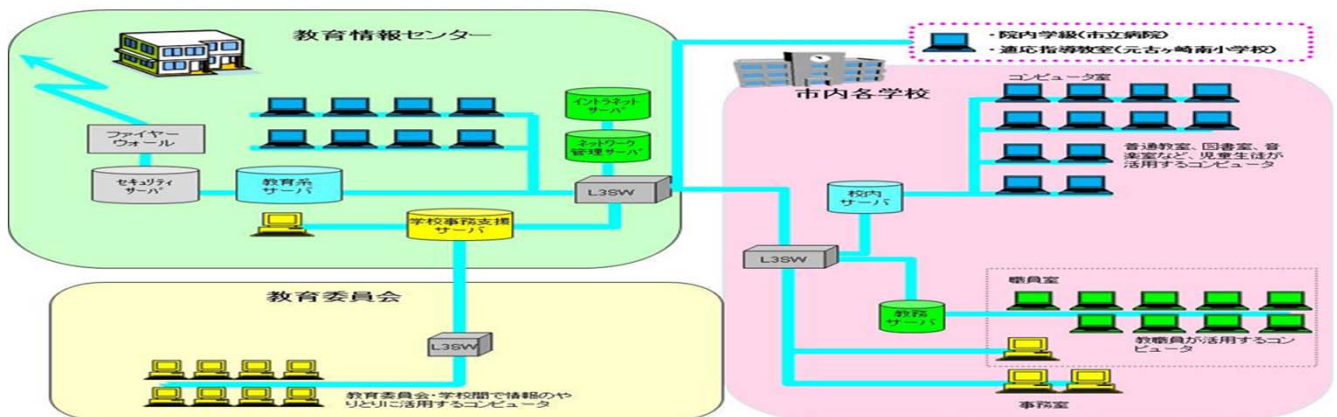 教育情報センター
ファイヤー
ウォール
セキュリティ
サーバ
教育系
サーバ
イントラネット
サーバ
ネットワーク
管理サーバ
L3SW
学校事務支援
サーバ
教育委員会
L3SW
教育委員会・学校間で情報のや
りとりに活用するコンピュータ
・院内学級(市立病院)
・適応指導教室(元古ヶ崎南小学校)
市内各学校
コンピュータ室
普通教室、図書室、音
楽室など、児童生徒が
活用するコンピュータ
校内
サーバ
L3SW
教務
サーバ
職員室
教職員が活用するコン
ピュータ
事務室